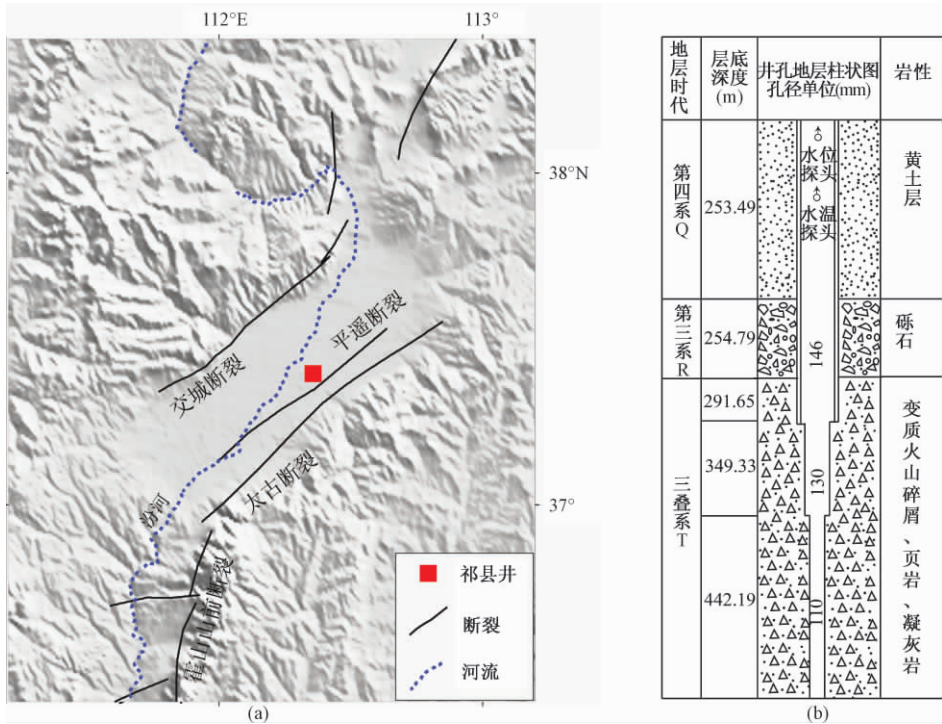 112°E
113°
38°N
37°
交城断裂
平遥断裂
太古断裂
汾河
霍山山前断裂
祁县井
断裂
河流
(a)
地层时代
层底
深度
(m)
井孔地层柱状图
孔径单位(mm)
岩性
第四系Q
253.49
水位
探头
水温
探头
黄土层
第三系R
254.79
146
砾石
三叠系T
291.65
349.33
442.19
130
110
变质火山碎屑、页岩、凝灰岩
(b)